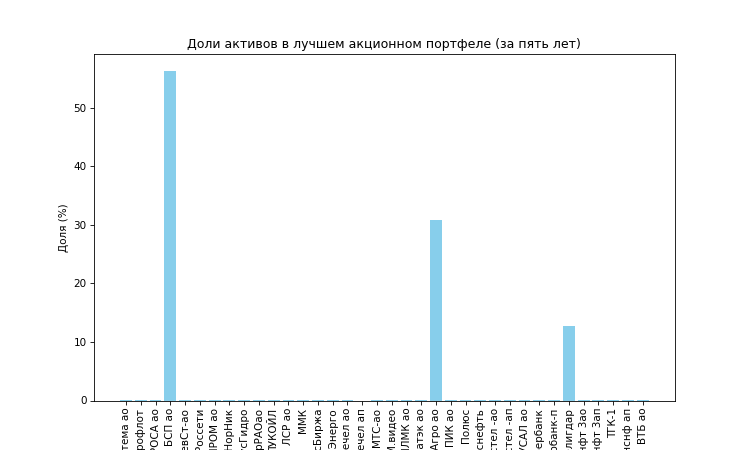 Доли активов в лучшем акционном портфеле (за пять лет)
Доля (%)
50
40
30
20
10
0
тема ао
рофлот
РОСА ао
БСП ао
евСт-ао
Россети
ПРОМ ао
НорНик
сГидро
рРАОао
ЛУКОЙЛ
ЛСР ао
ММК
сБиржа
Энерго
ечел ао
ечел ап
МТС-ао
М.видео
ЛМК ао
атэк ао
Агро ао
ПИК ао
Полюс
снефть
стел -ао
стел -ап
УСАЛ ао
ербанк
рбанк-п
лигдар
нфт 3ао
нфт 3ап
ТГК-1
нснф ап
ВТБ ао